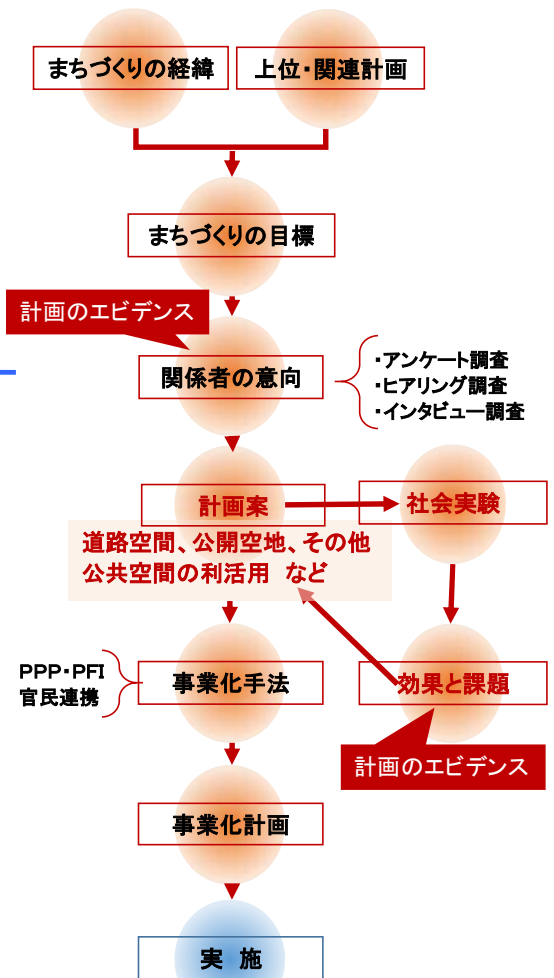 まちづくりの経緯
上位・関連計画
まちづくりの目標
計画のエビデンス
関係者の意向
・アンケート調査
・ヒアリング調査
・インタビュー調査
計画案
社会実験
道路空間、公開空地、その他
公共空間の利活用 など
PPP・PFI
官民連携
事業化手法
効果と課題
計画のエビデンス
事業化計画
実 施